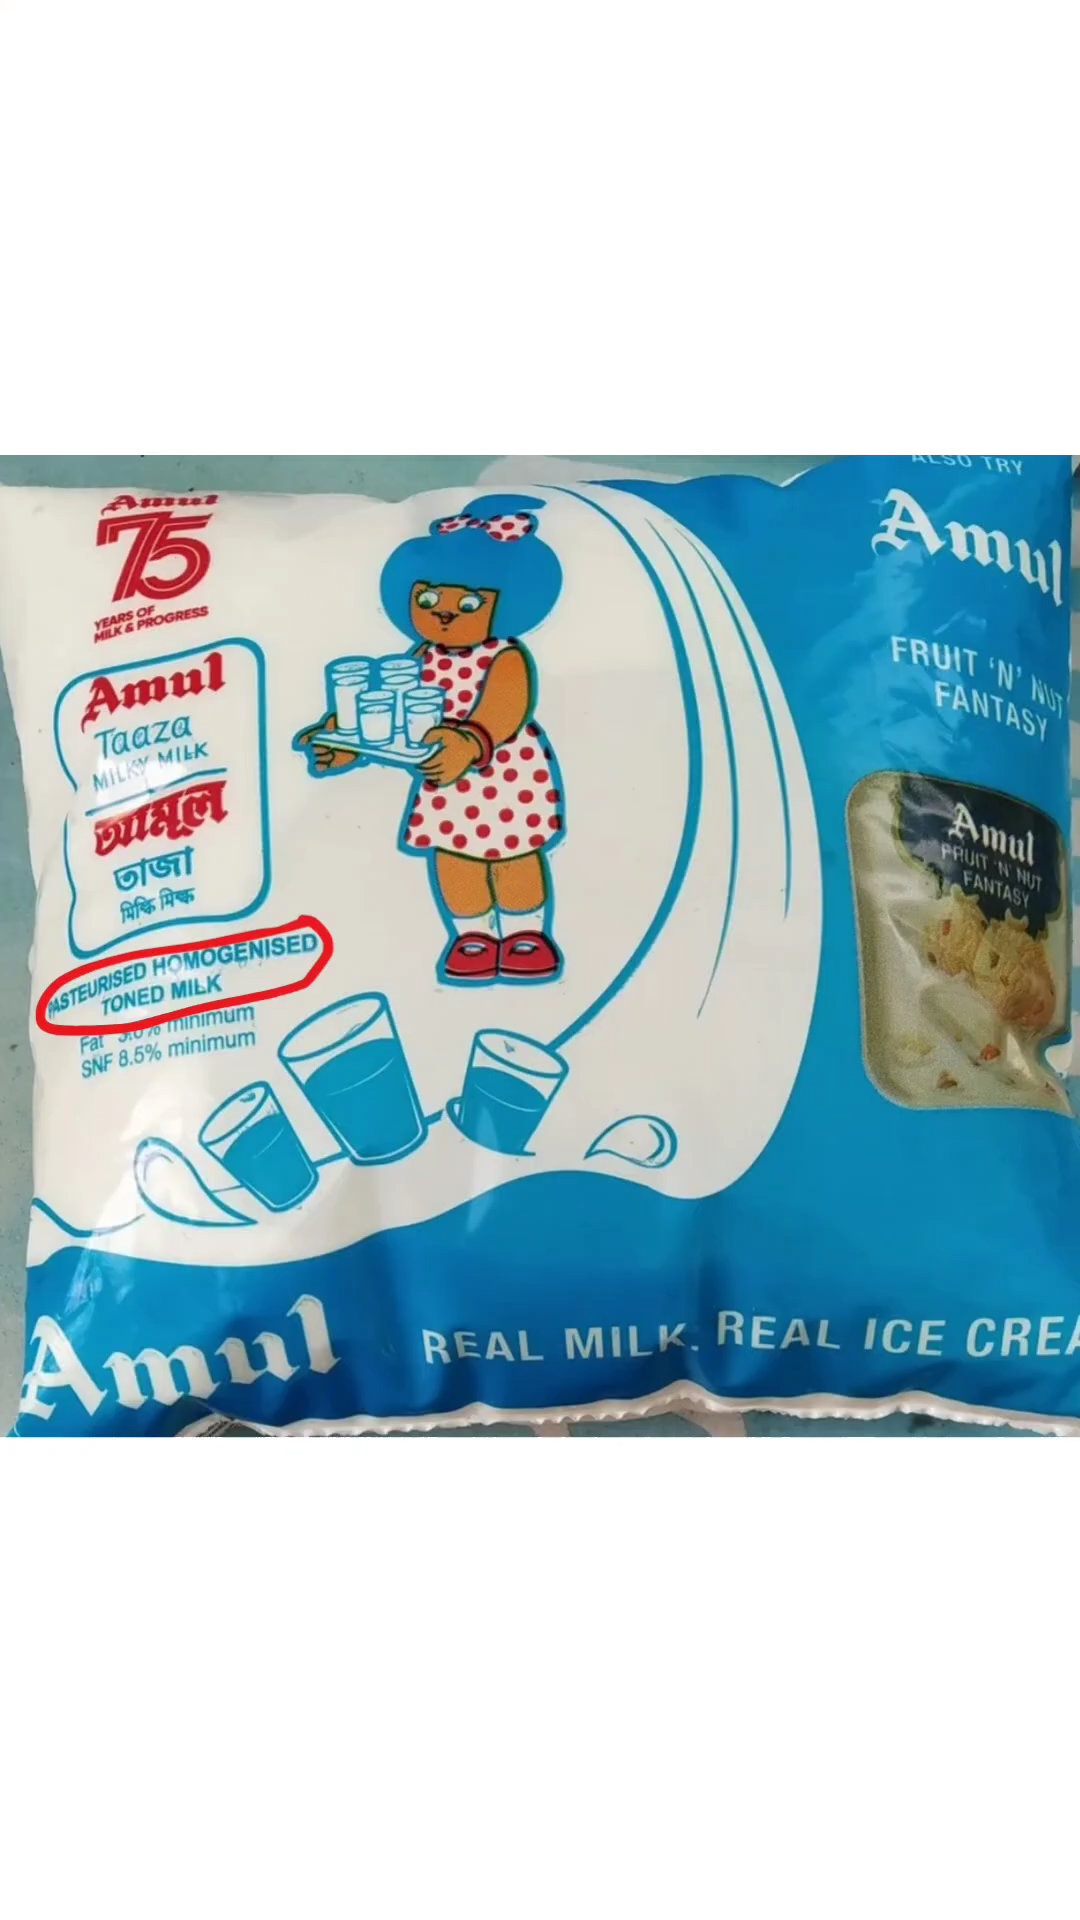 Amul
75
YEARS OF
MILK & PROGRESS
Amul
Taaza
MILKY MILK
আমূল
তাজা
মিল্কি মিল্ক
PASTEURISED HOMOGENISED
TONED MILK
Fat 3.0% minimum
SNF 8.5% minimum
ALSO TRY
Amul
FRUIT 'N' NUT
FANTASY
Amul
FRUIT 'N' NUT
FANTASY
Amul REAL MILK. REAL ICE CREA